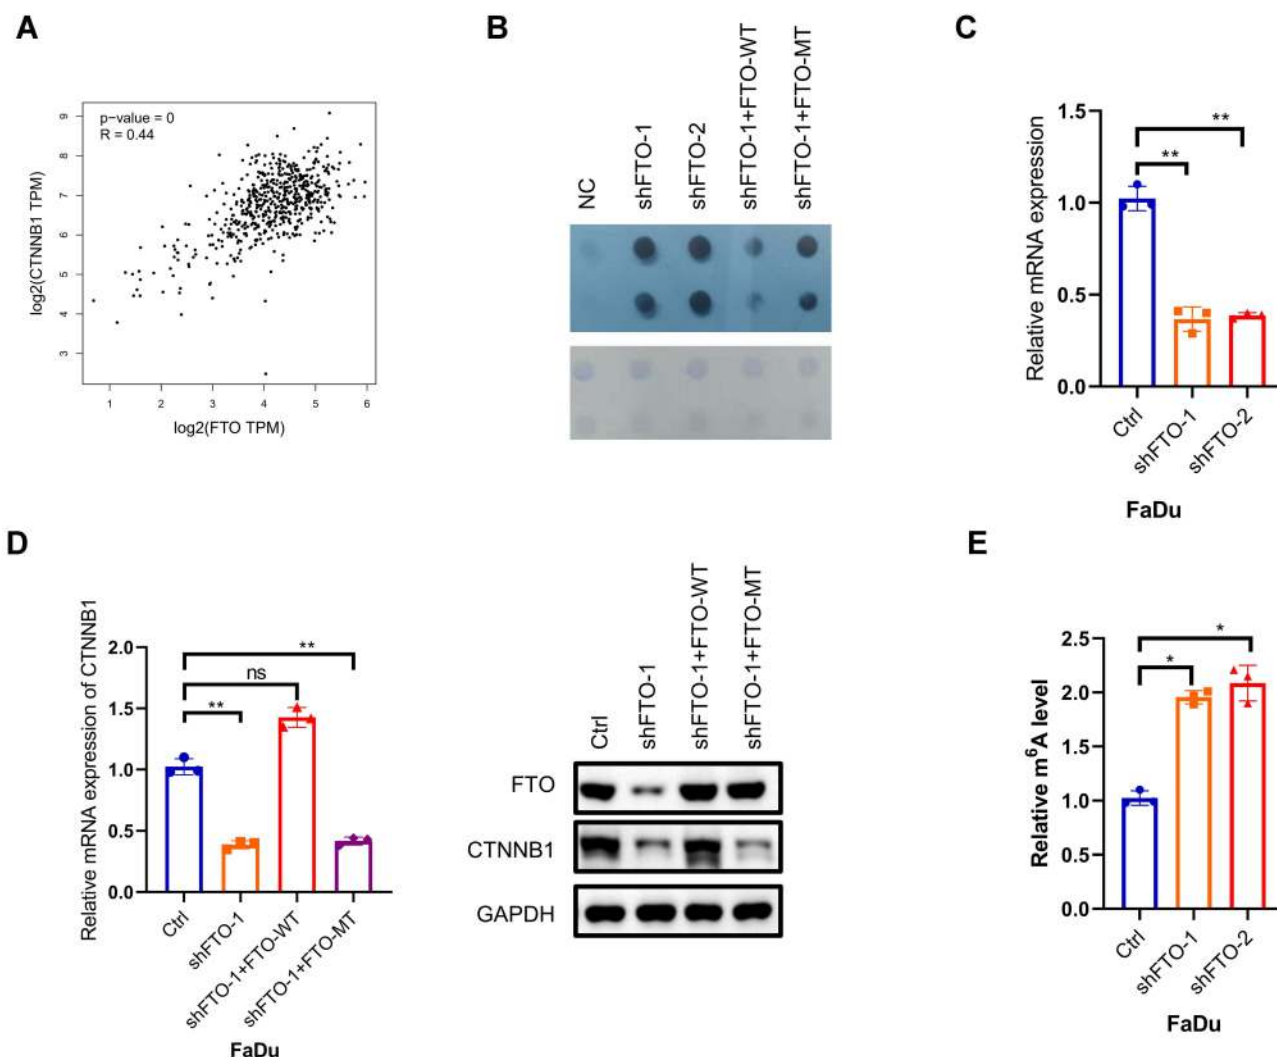 A
p-value = 0
R = 0.44
log2(CTNNB1 TPM)
9
8
7
6
5
4
3
1 2 3 4 5 6
log2(FTO TPM)
B
NC
shFTO-1
shFTO-2
shFTO-1+FTO-WT
shFTO-1+FTO-MT
C
Relative mRNA expression
1.5
1.0
0.5
0.0
**
**
Ctrl
shFTO-1
shFTO-2
FaDu
D
Relative mRNA expression of CTNNB1
2.0
1.5
1.0
0.5
0.0
**
ns
**
Ctrl
shFTO-1
shFTO-1+FTO-WT
shFTO-1+FTO-MT
FaDu
Ctrl
shFTO-1
shFTO-1+FTO-WT
shFTO-1+FTO-MT
FTO
CTNNB1
GAPDH
E
Relative m⁶A level
2.5
2.0
1.5
1.0
0.5
0.0
*
*
Ctrl
shFTO-1
shFTO-2
FaDu